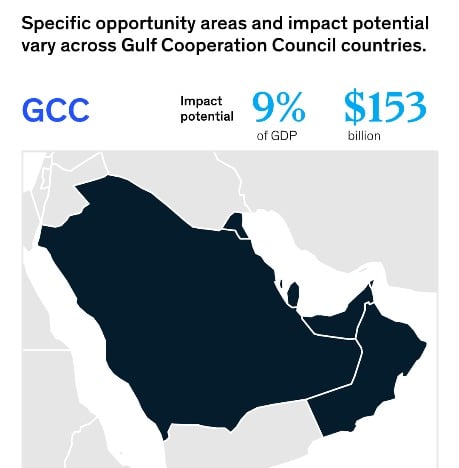 Specific opportunity areas and impact potential
vary across Gulf Cooperation Council countries.
GCC
Impact
potential
9%
of GDP
$153
billion